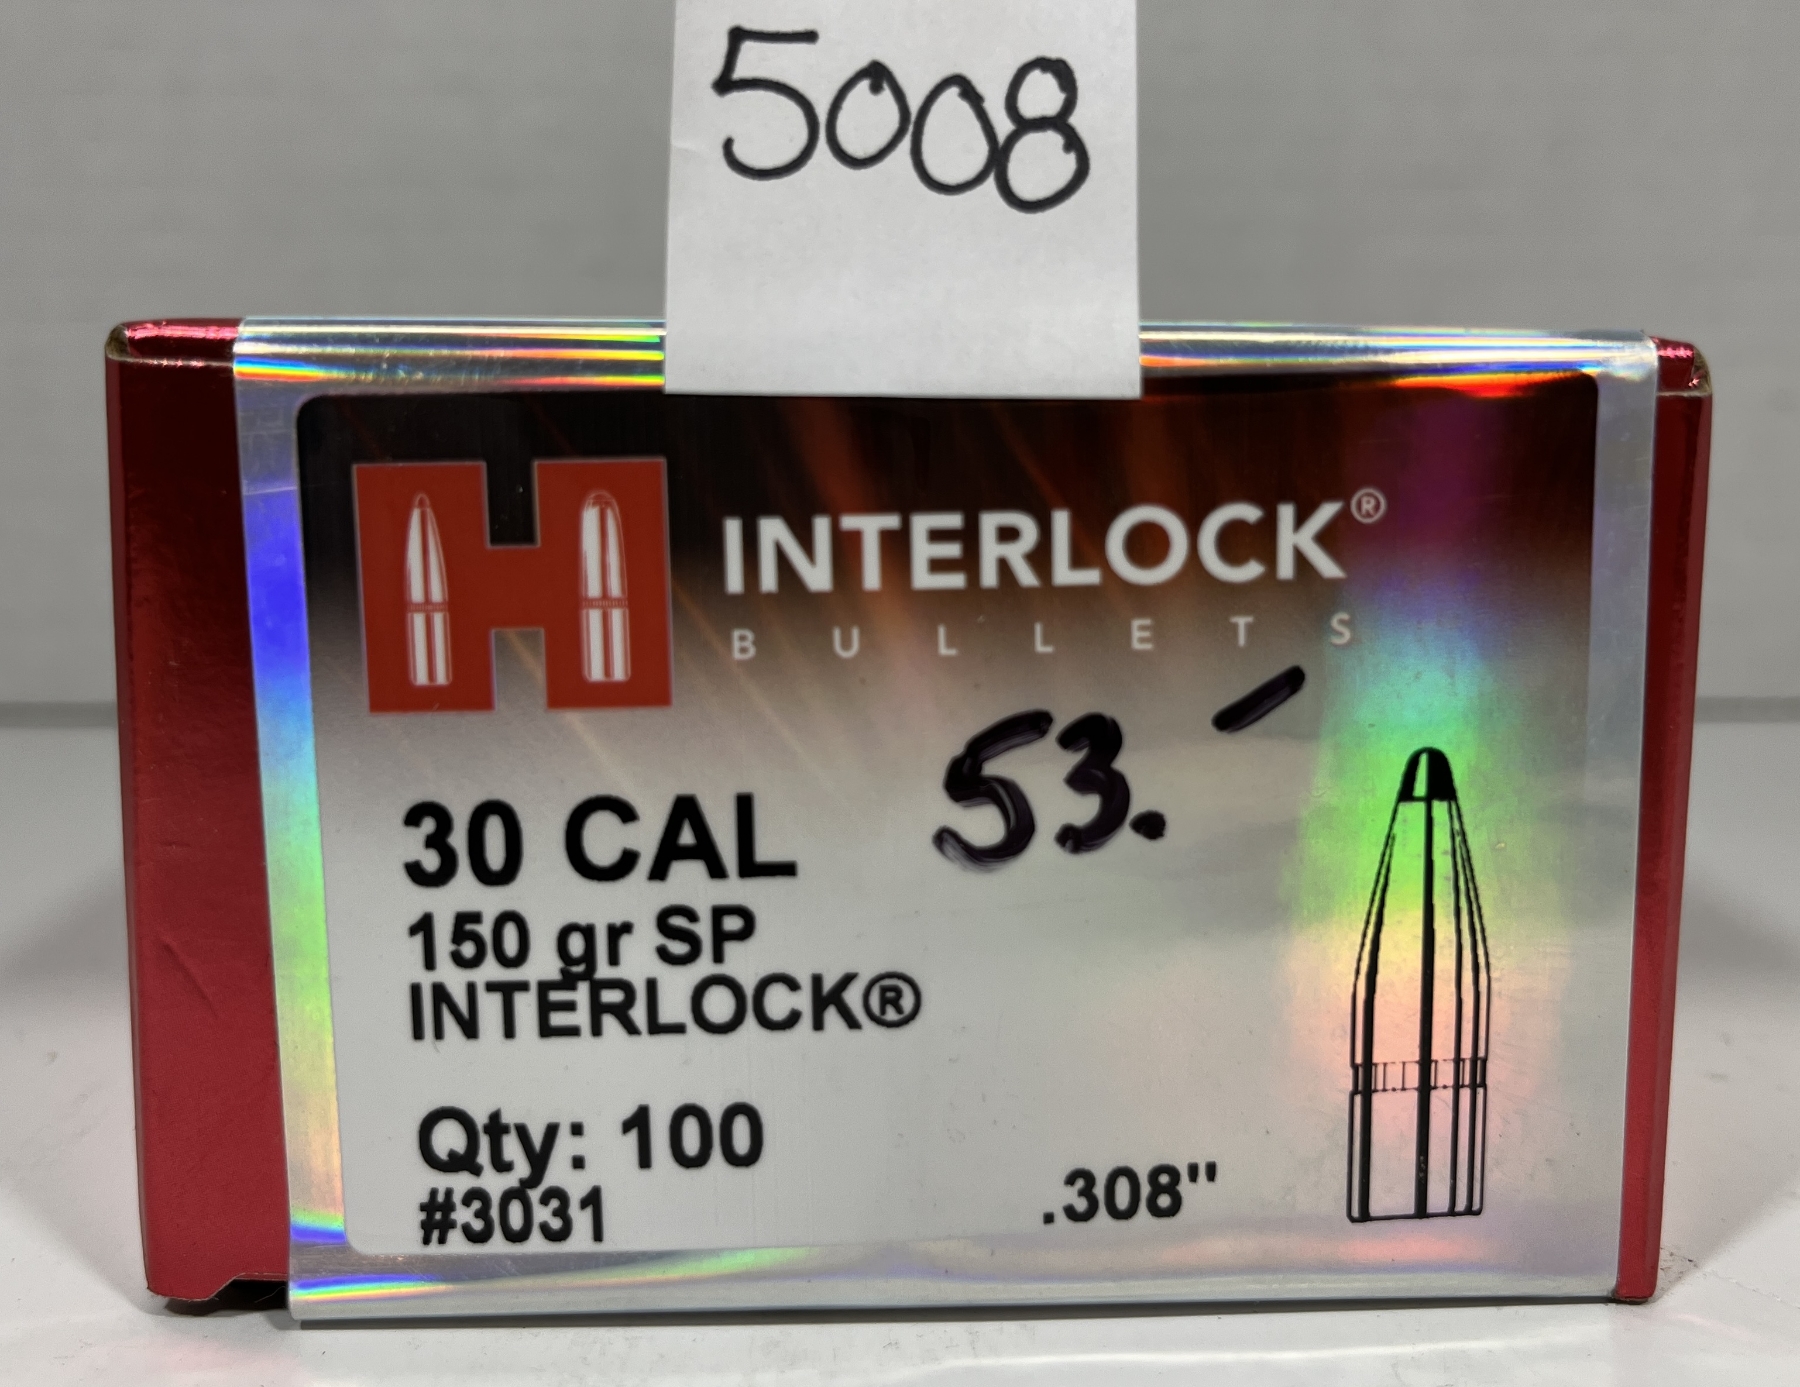 5008
INTERLOCK®
BULLETS
53.-
30 CAL
150 gr SP
INTERLOCK®
Qty: 100
#3031
.308"